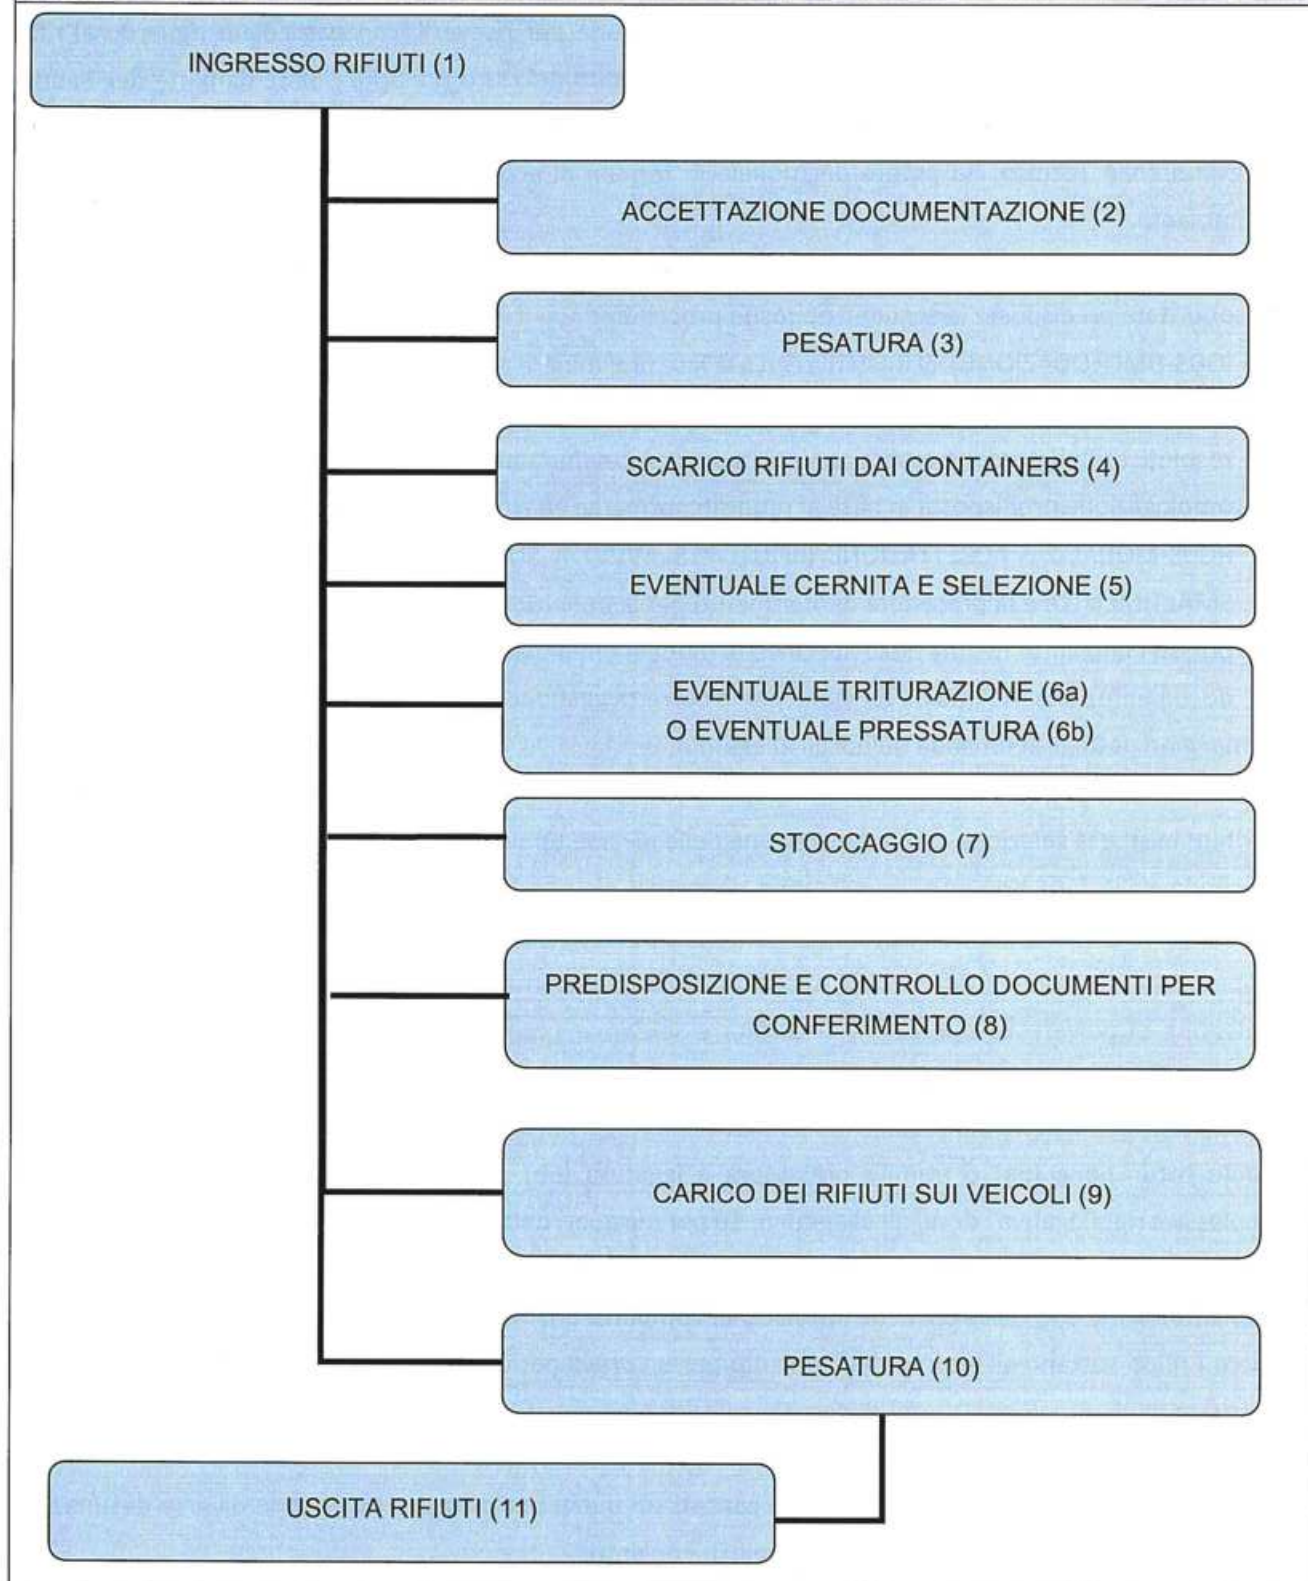 INGRESSO RIFIUTI (1)
ACCETTAZIONE DOCUMENTAZIONE (2)
PESATURA (3)
SCARICO RIFIUTI DAI CONTAINERS (4)
EVENTUALE CERNITA E SELEZIONE (5)
EVENTUALE TRITURAZIONE (6a)
O EVENTUALE PRESSATURA (6b)
STOCCAGGIO (7)
PREDISPOSIZIONE E CONTROLLO DOCUMENTI PER
CONFERIMENTO (8)
CARICO DEI RIFIUTI SUI VEICOLI (9)
PESATURA (10)
USCITA RIFIUTI (11)